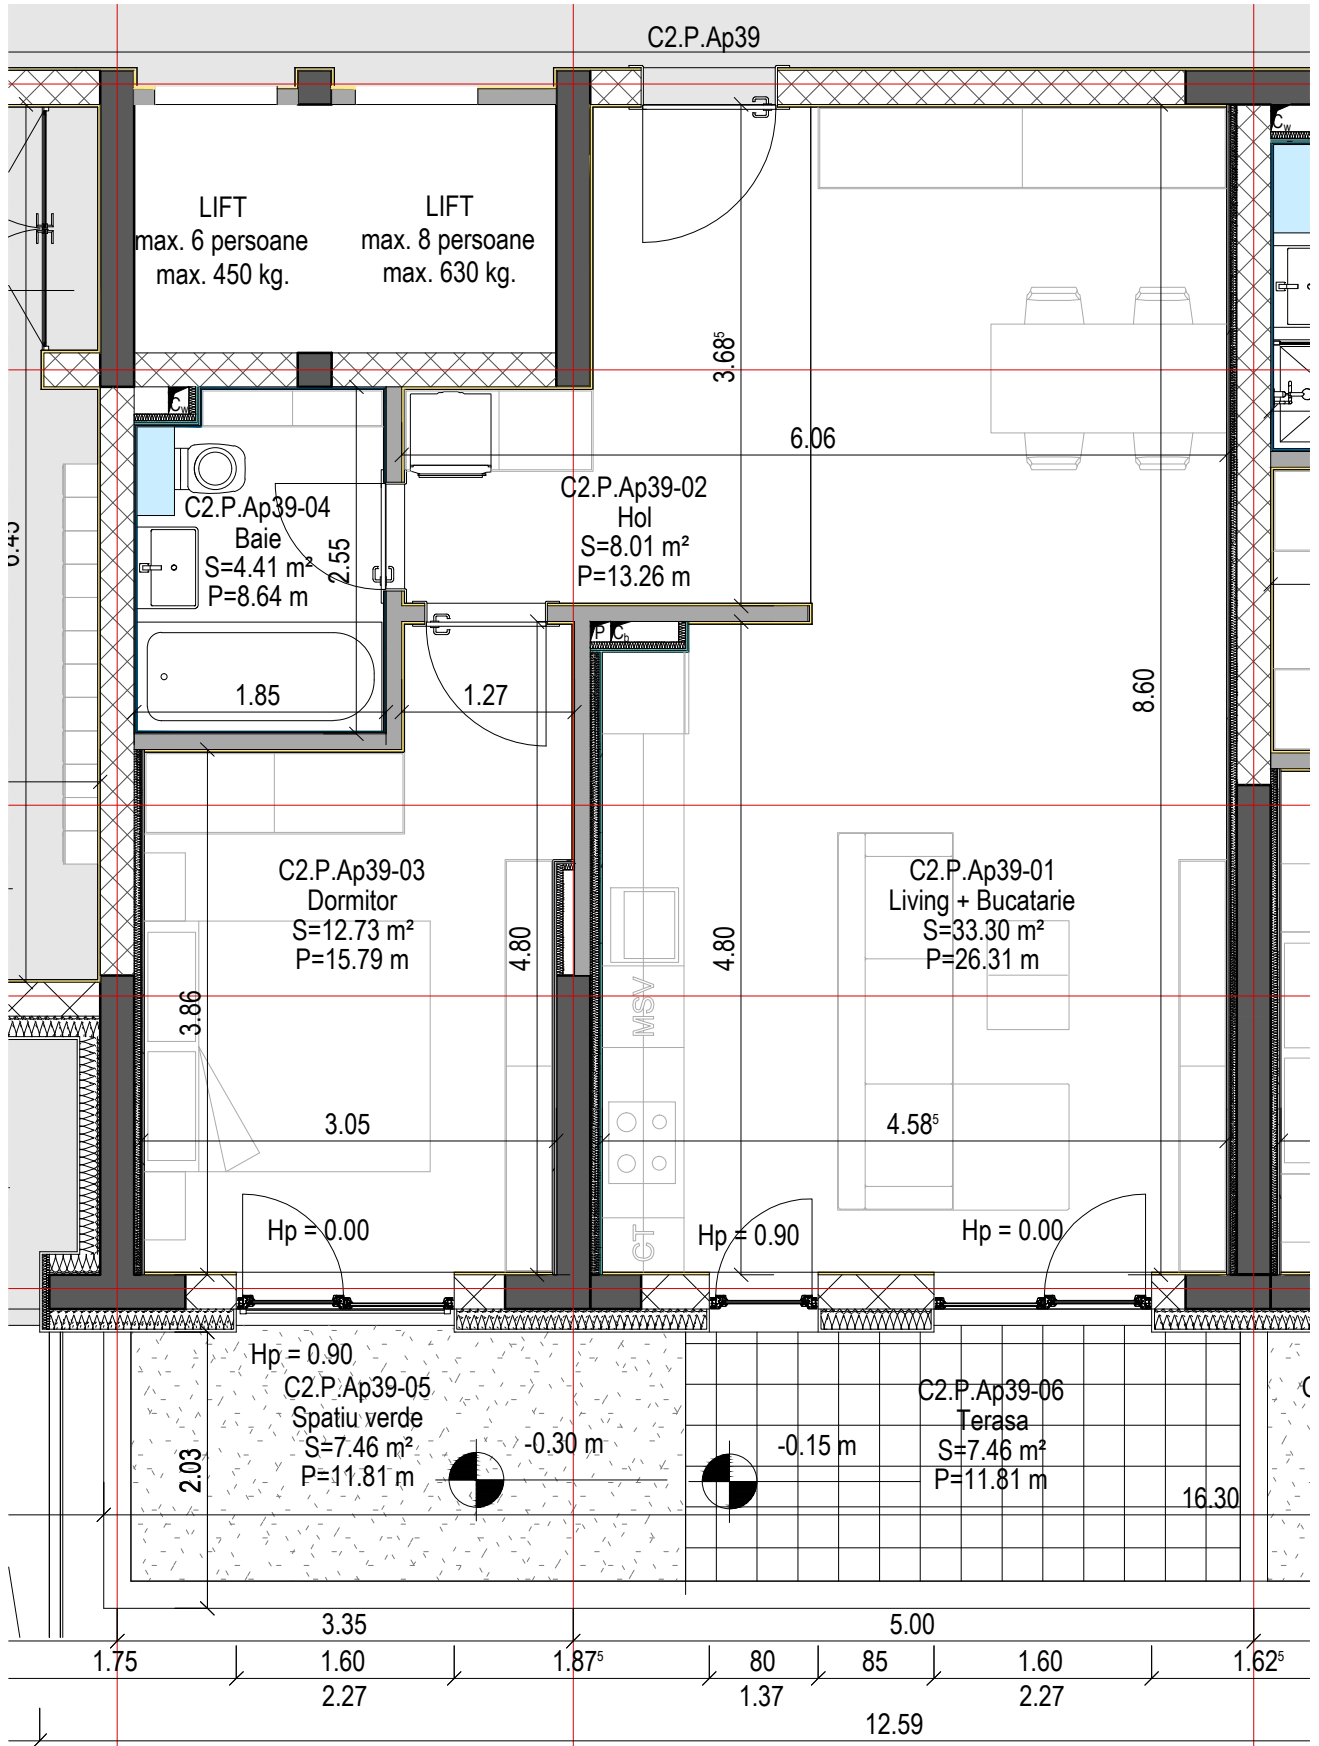 C2.P.Ap39
LIFT
max. 6 persoane
max. 450 kg.
LIFT
max. 8 persoane
max. 630 kg.
Cw
3.68⁵
6.06
Cw
C2.P.Ap39-04
Baie
S=4.41 m²
P=8.64 m
2.55
C2.P.Ap39-02
Hol
S=8.01 m²
P=13.26 m
P
Ch
1.85
1.27
8.60
C2.P.Ap39-03
Dormitor
S=12.73 m²
P=15.79 m
4.80
4.80
C2.P.Ap39-01
Living + Bucatarie
S=33.30 m²
P=26.31 m
3.86
MSV
3.05
4.58⁵
CT
Hp = 0.00
Hp = 0.90
Hp = 0.00
Hp = 0.90
C2.P.Ap39-05
Spatiu verde
S=7.46 m²
P=11.81 m
-0.30 m
-0.15 m
C2.P.Ap39-06
Terasa
S=7.46 m²
P=11.81 m
2.03
16.30
3.35
5.00
1.75
1.60
1.87⁵
80
85
1.60
1.62⁵
2.27
1.37
2.27
12.59